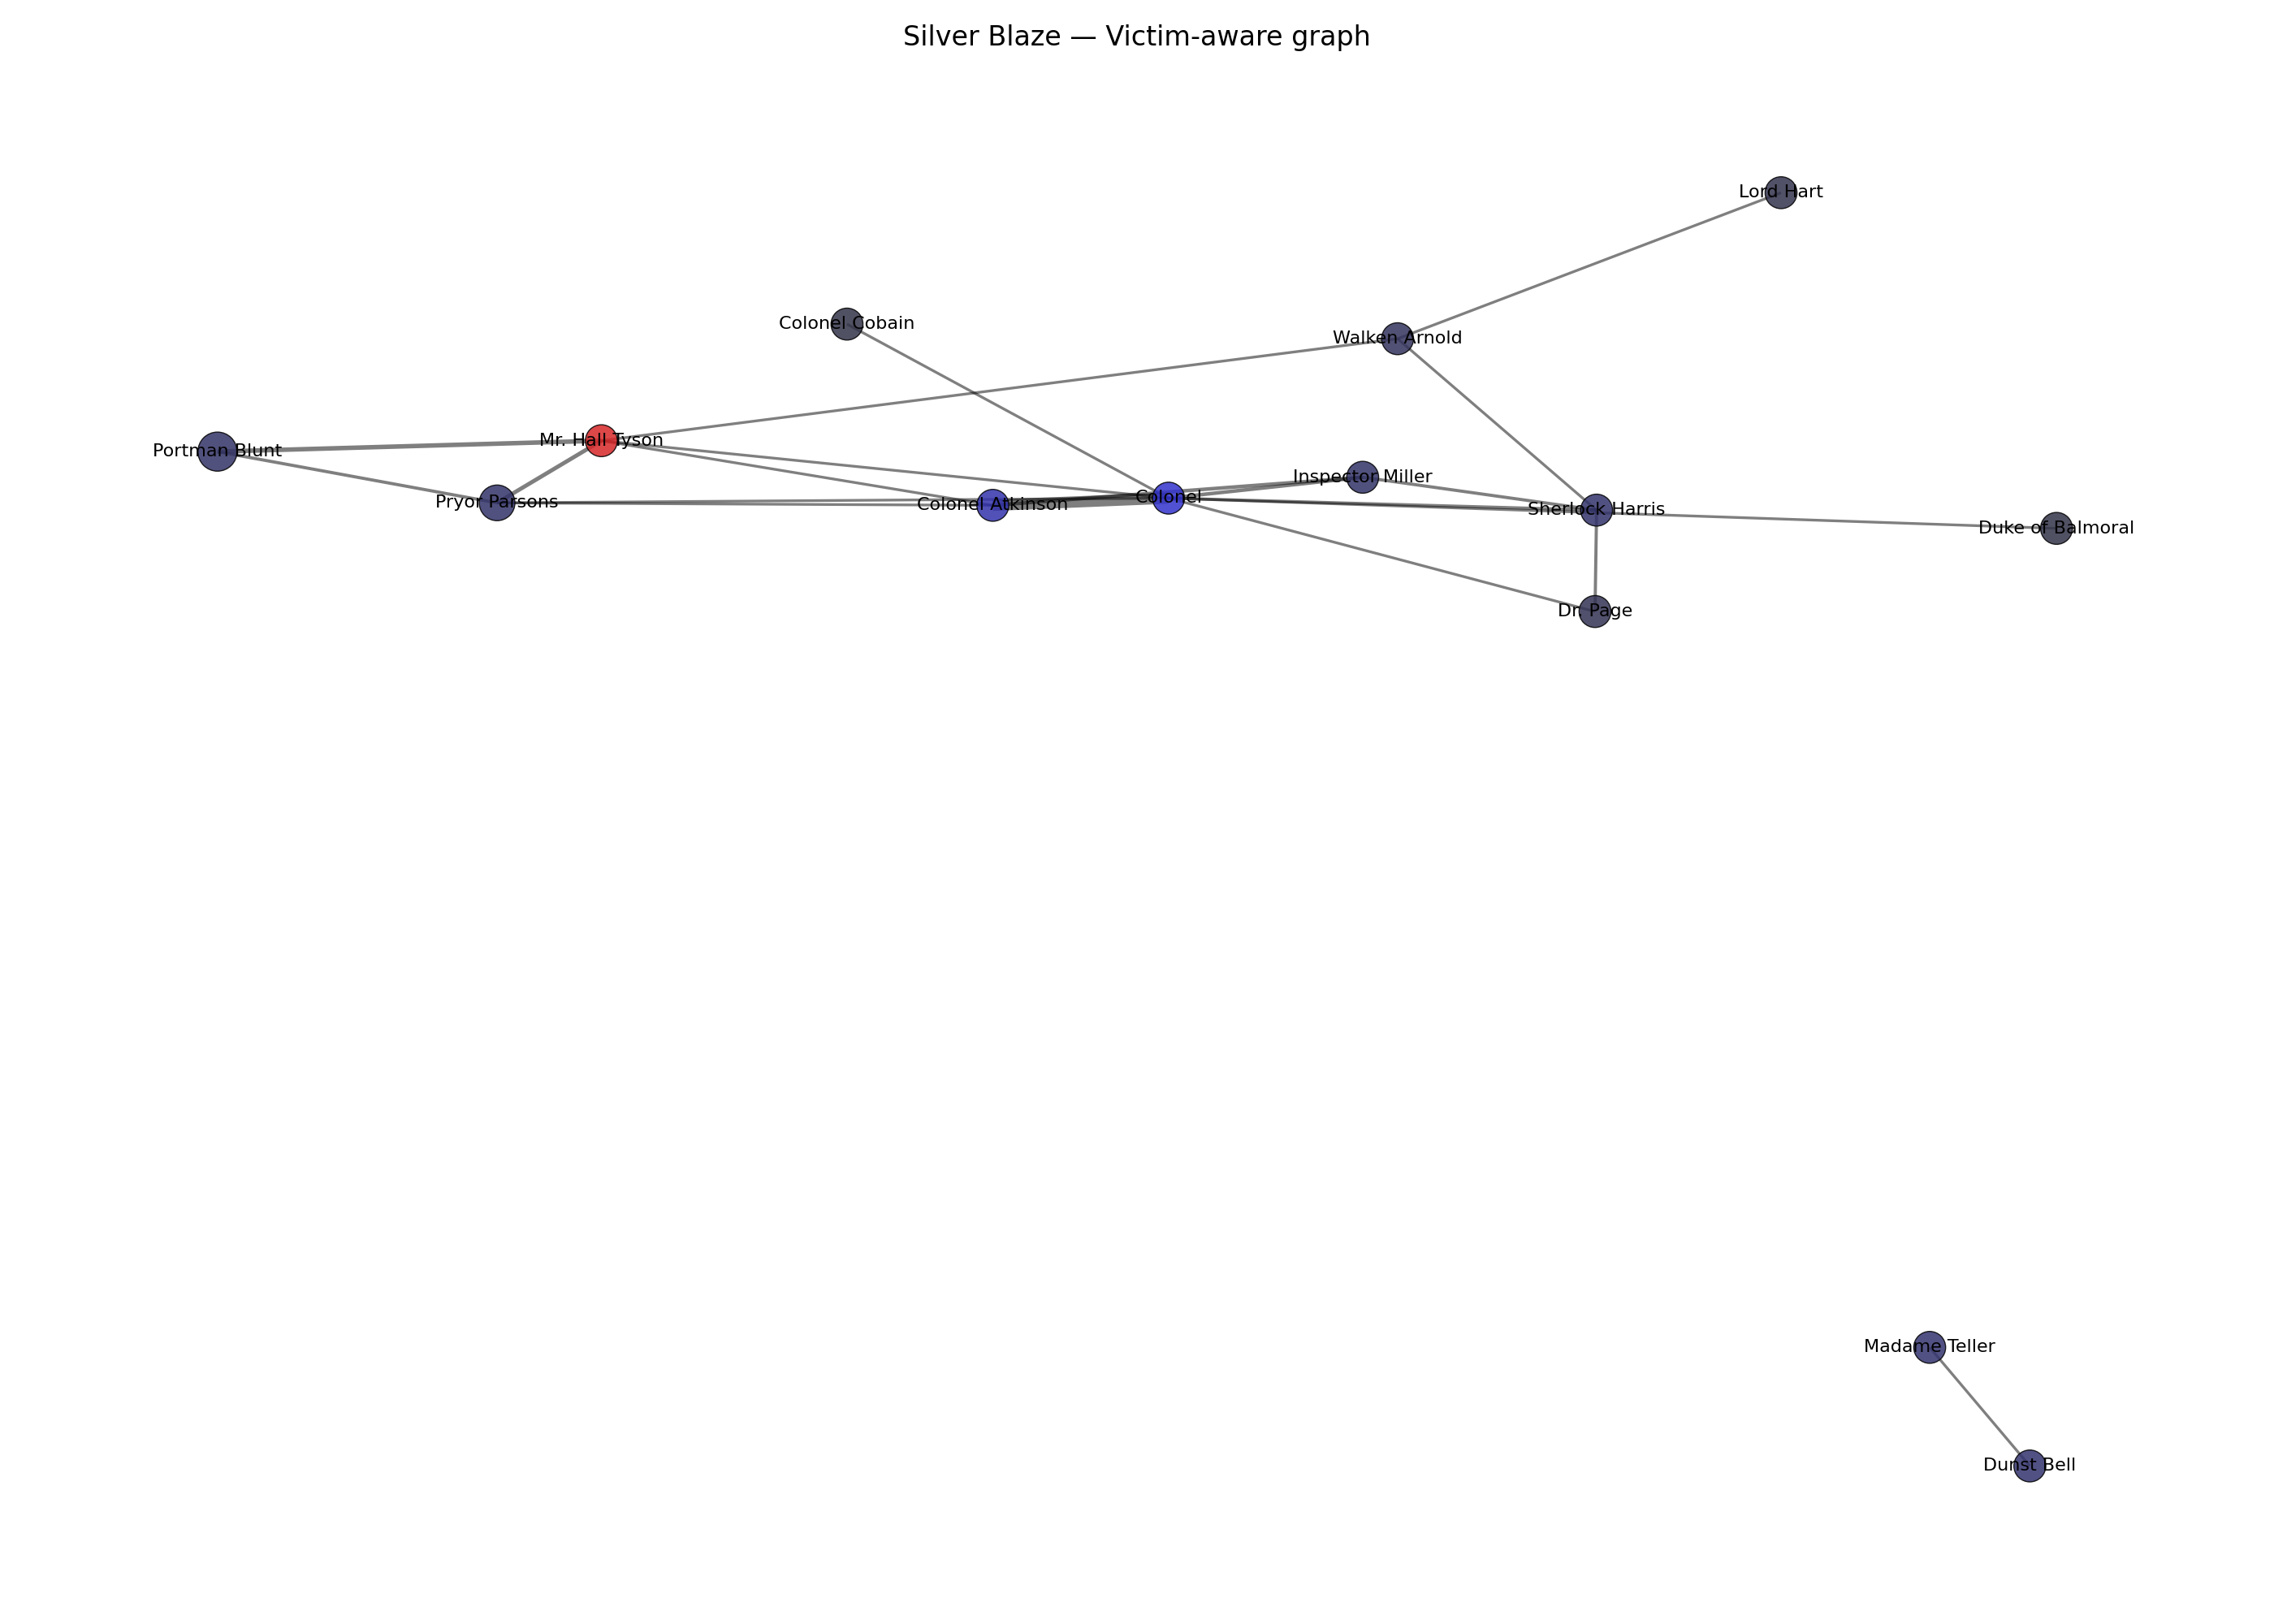 Silver Blaze — Victim-aware graph
Lord Hart
Colonel Cobain
Walken Arnold
Mr. Hall Tyson
Portman Blunt
Inspector Miller
Colonel
Pryor Parsons
Colonel Atkinson
Sherlock Harris
Duke of Balmoral
Dr. Page
Madame Teller
Dunst Bell